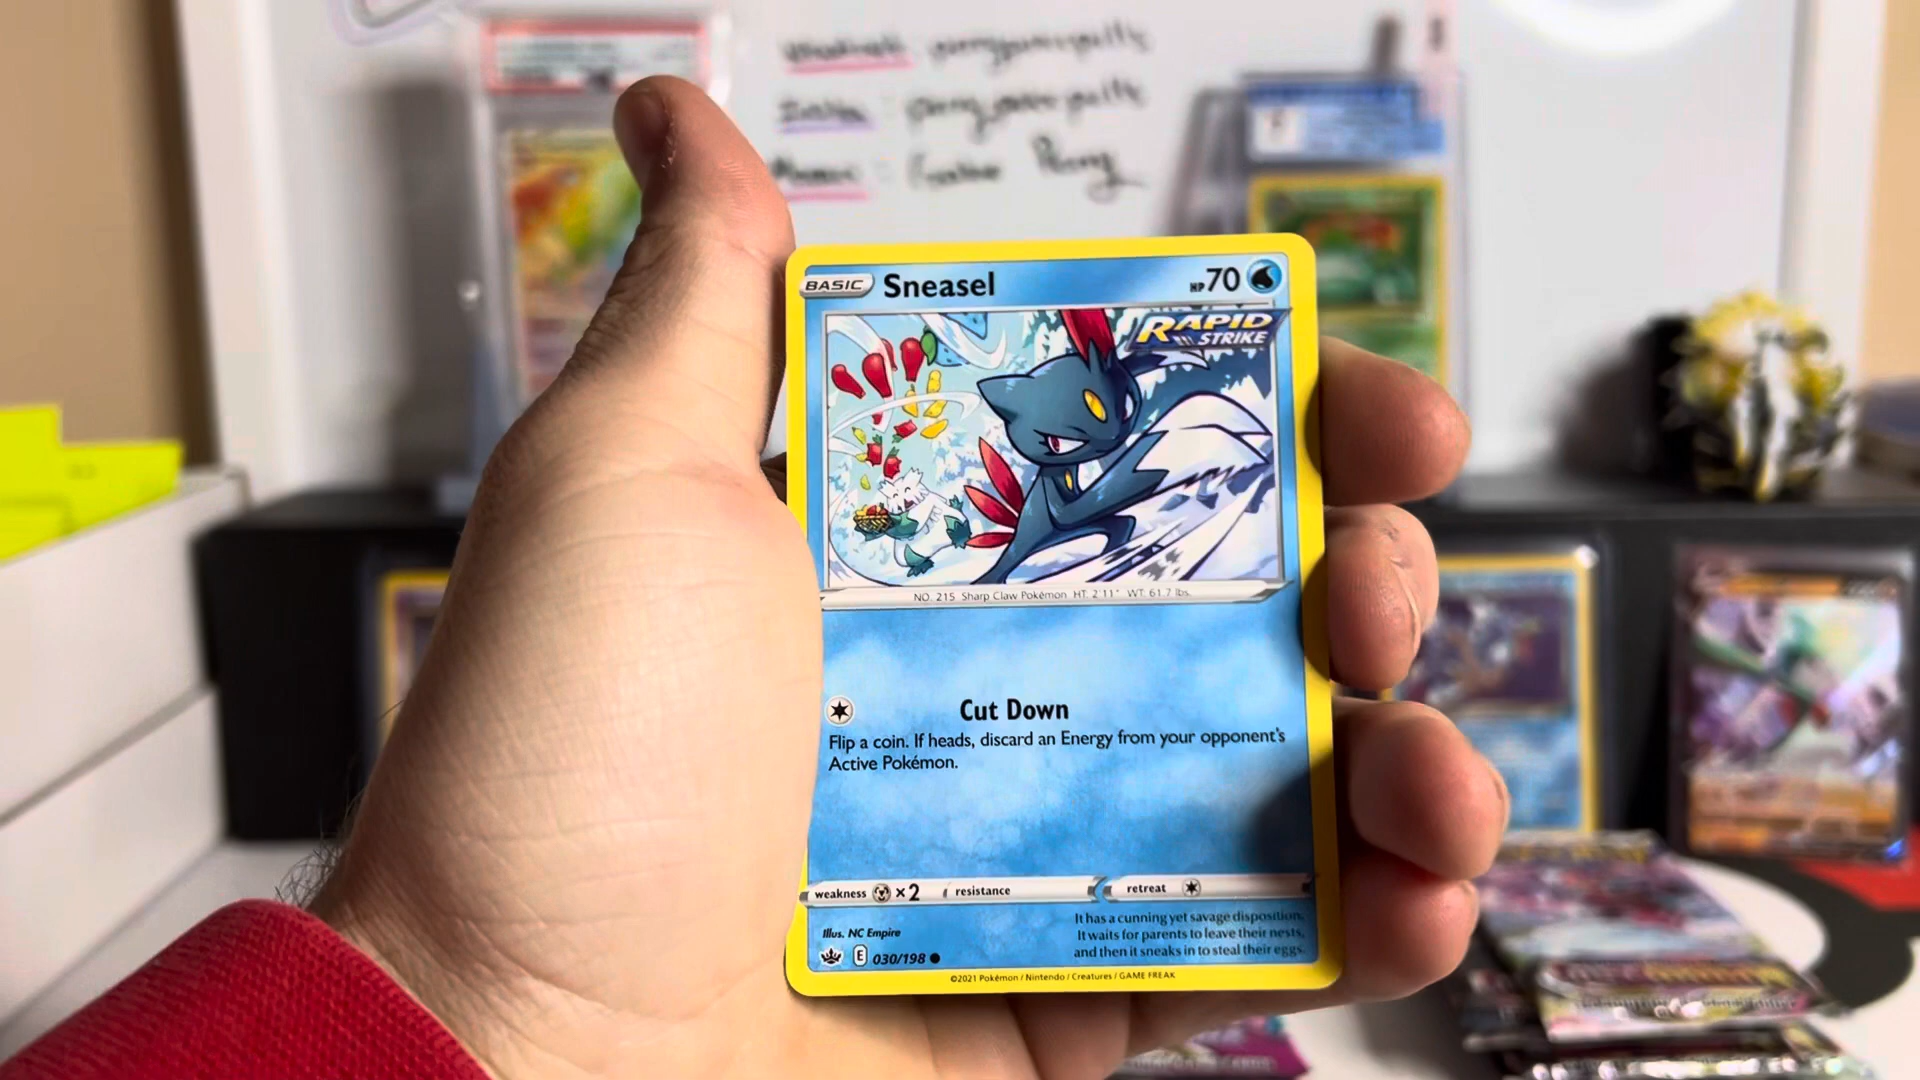 BASIC Sneasel HP70
RAPID
STRIKE
NO. 215 Sharp Claw Pokémon HT: 2'11" WT: 61.7 lbs.
Cut Down
Flip a coin. If heads, discard an Energy from your opponent's
Active Pokémon.
weakness ×2 resistance retreat
It has a cunning yet savage disposition.
It waits for parents to leave their nests,
and then it sneaks in to steal their eggs.
Illus. NC Empire
E 030/198
©2021 Pokémon / Nintendo / Creatures / GAME FREAK